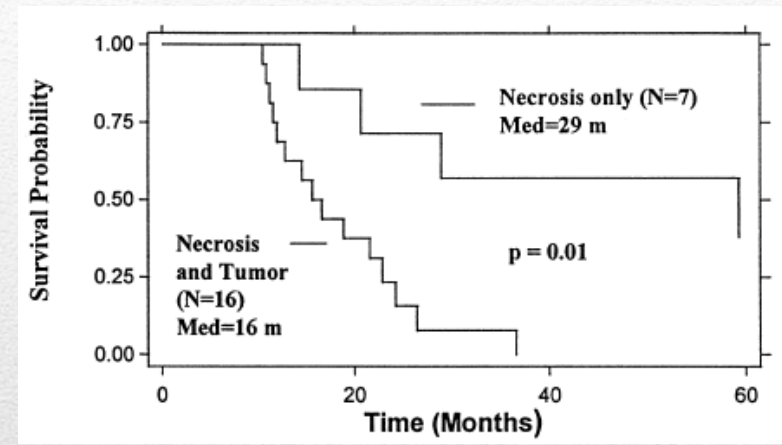 1.00
0.75
0.50
0.25
0.00
Survival Probability
Necrosis only (N=7)
Med=29 m
Necrosis
and Tumor
(N=16)
Med=16 m
p = 0.01
0 20 40 60
Time (Months)